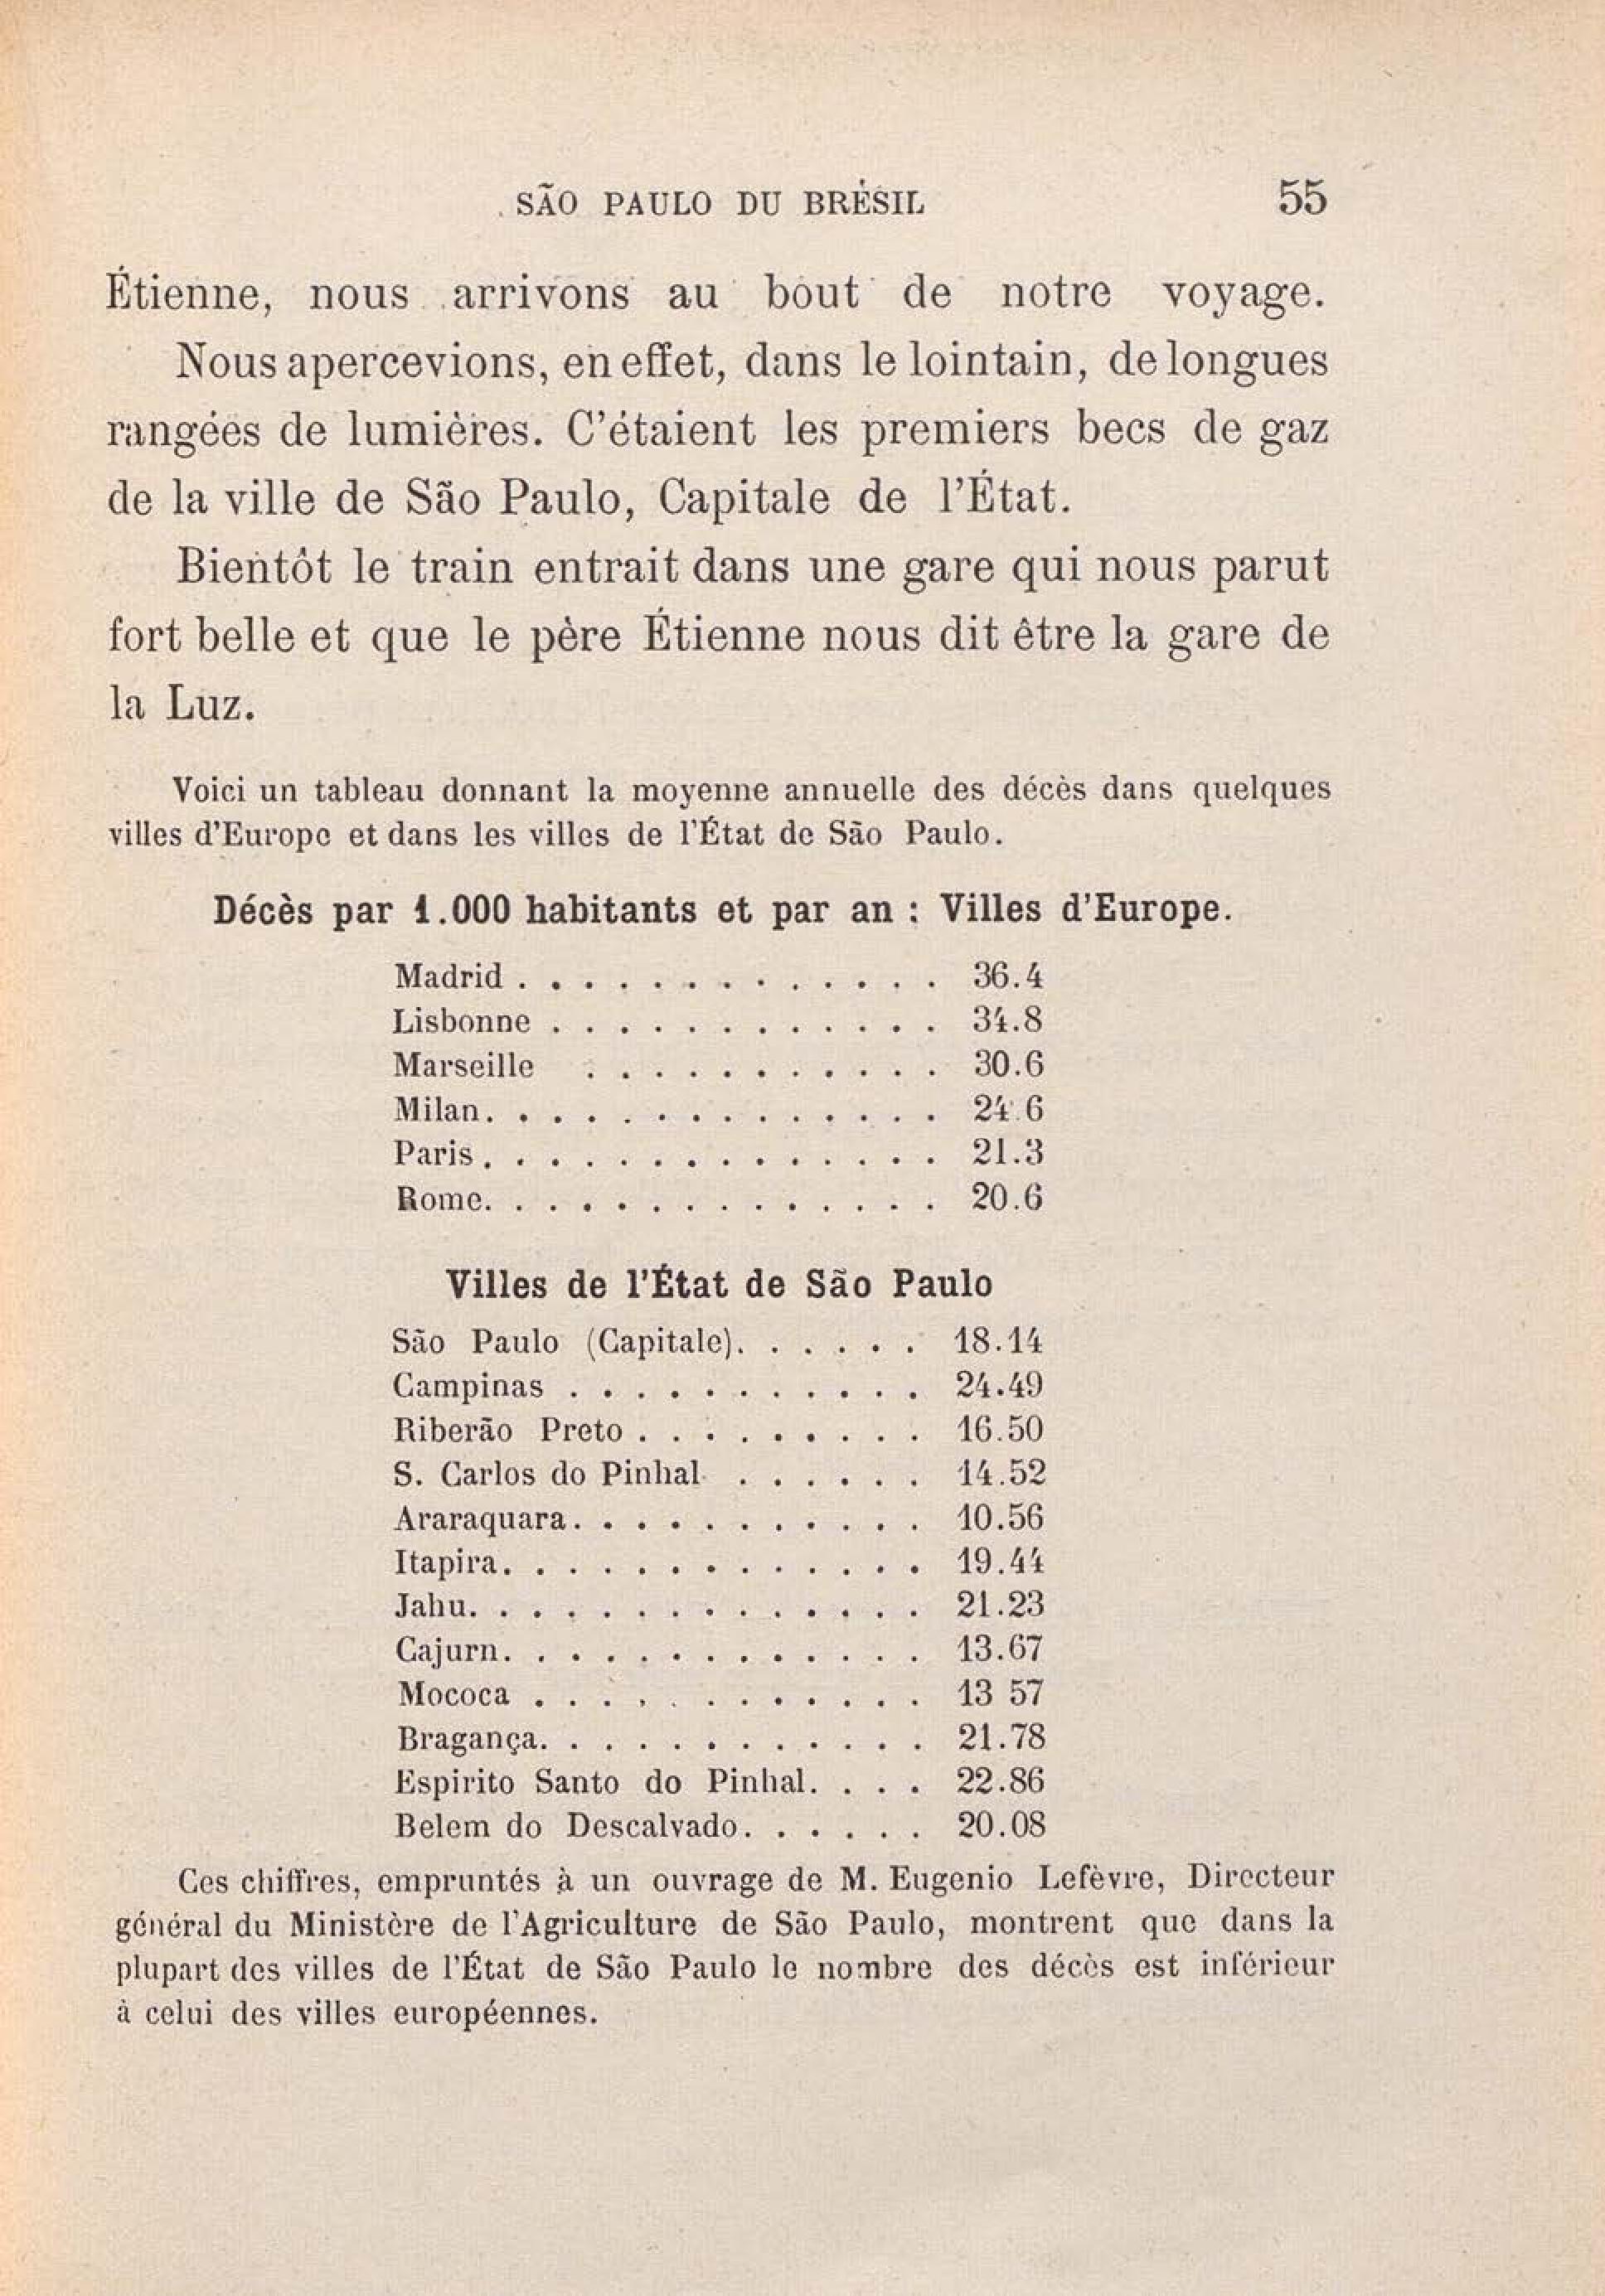 SÃO PAULO DU BRÉSIL 55
Étienne, nous arrivons au bout de notre voyage.
Nous apercevions, en effet, dans le lointain, de longues
rangées de lumières. C'étaient les premiers becs de gaz
de la ville de São Paulo, Capitale de l'État.
Bientôt le train entrait dans une gare qui nous parut
fort belle et que le père Étienne nous dit être la gare de
la Luz.
Voici un tableau donnant la moyenne annuelle des décès dans quelques
villes d'Europe et dans les villes de l'État de São Paulo.
Décès par 1.000 habitants et par an : Villes d'Europe.
Madrid . . . . . . . . . . . . . 36.4
Lisbonne . . . . . . . . . . . . 34.8
Marseille . . . . . . . . . . . 30.6
Milan. . . . . . . . . . . . . . 24.6
Paris . . . . . . . . . . . . . . 21.3
Rome. . . . . . . . . . . . . . 20.6
Villes de l'État de São Paulo
São Paulo (Capitale). . . . . . 18.14
Campinas . . . . . . . . . . . 24.49
Riberão Preto . . . . . . . . . 16.50
S. Carlos do Pinhal . . . . . . 14.52
Araraquara. . . . . . . . . . . 10.56
Itapira. . . . . . . . . . . . . 19.44
Jahu. . . . . . . . . . . . . . 21.23
Cajurn. . . . . . . . . . . . . 13.67
Mococa . . . . . . . . . . . . 13 57
Bragança. . . . . . . . . . . . 21.78
Espirito Santo do Pinhal. . . . 22.86
Belem do Descalvado. . . . . . 20.08
Ces chiffres, empruntés à un ouvrage de M. Eugenio Lefèvre, Directeur
général du Ministère de l'Agriculture de São Paulo, montrent que dans la
plupart des villes de l'État de São Paulo le nombre des décès est inférieur
à celui des villes européennes.